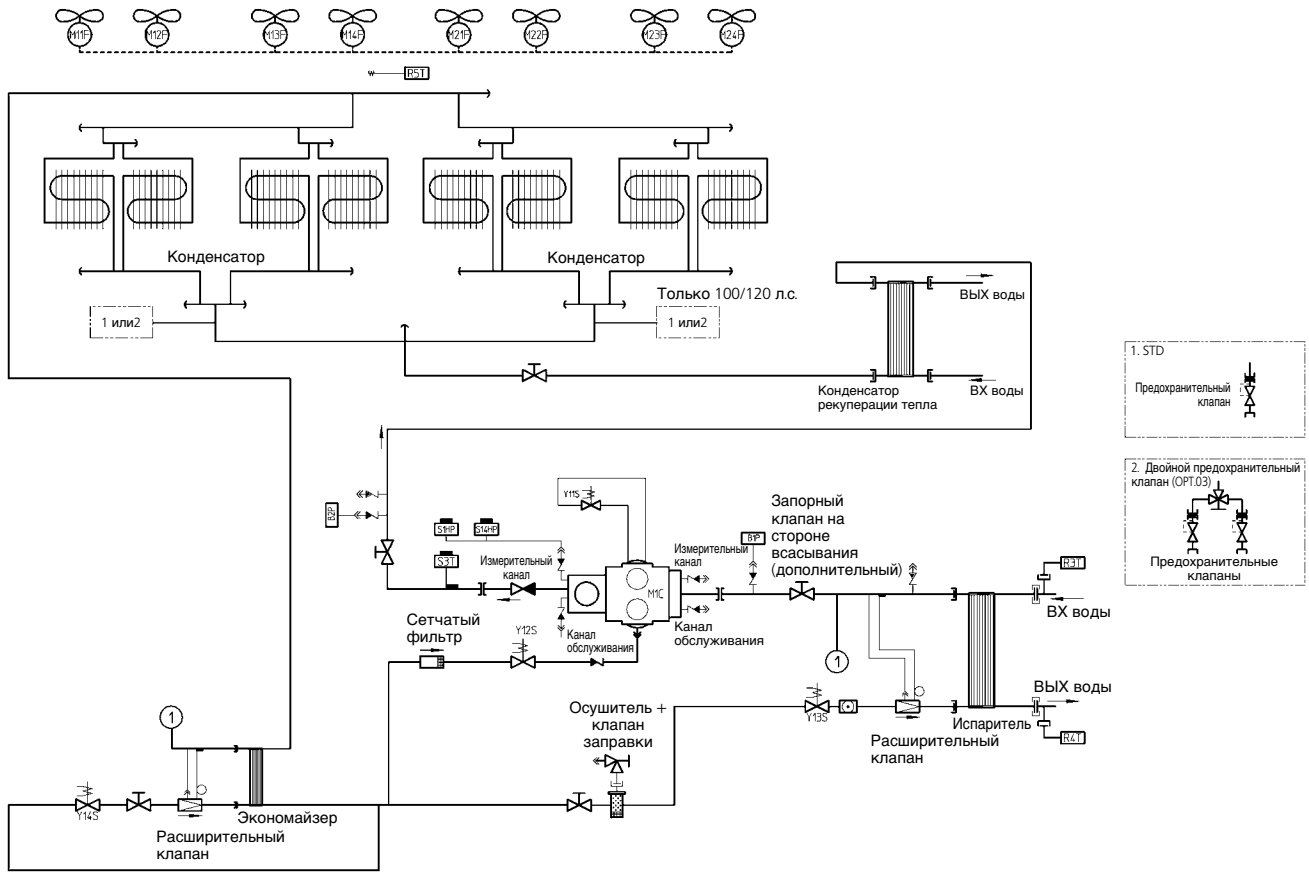 M11F M12F M13F M14F M21F M22F M23F M24F
R5T
Конденсатор
Конденсатор
Только 100/120 л.с.
1 или2
1 или2
ВЫХ воды
Конденсатор
рекуперации тепла
ВХ воды
1. STD
Предохранительный
клапан
2. Двойной предохранительный
клапан (OPT.03)
Предохранительные
клапаны
B2P
S1HP
S14HP
S3T
Измерительный
канал
Y11S
M1C
Измерительный
канал
B1P
Запорный
клапан на
стороне
всасывания
(дополнительный)
R3T
ВХ воды
Сетчатый
фильтр
Y12S
Канал
обслуживания
Канал
обслуживания
1
ВЫХ воды
R4T
Испаритель
Y13S
Расширительный
клапан
Осушитель +
клапан
заправки
1
Y14S
Экономайзер
Расширительный
клапан